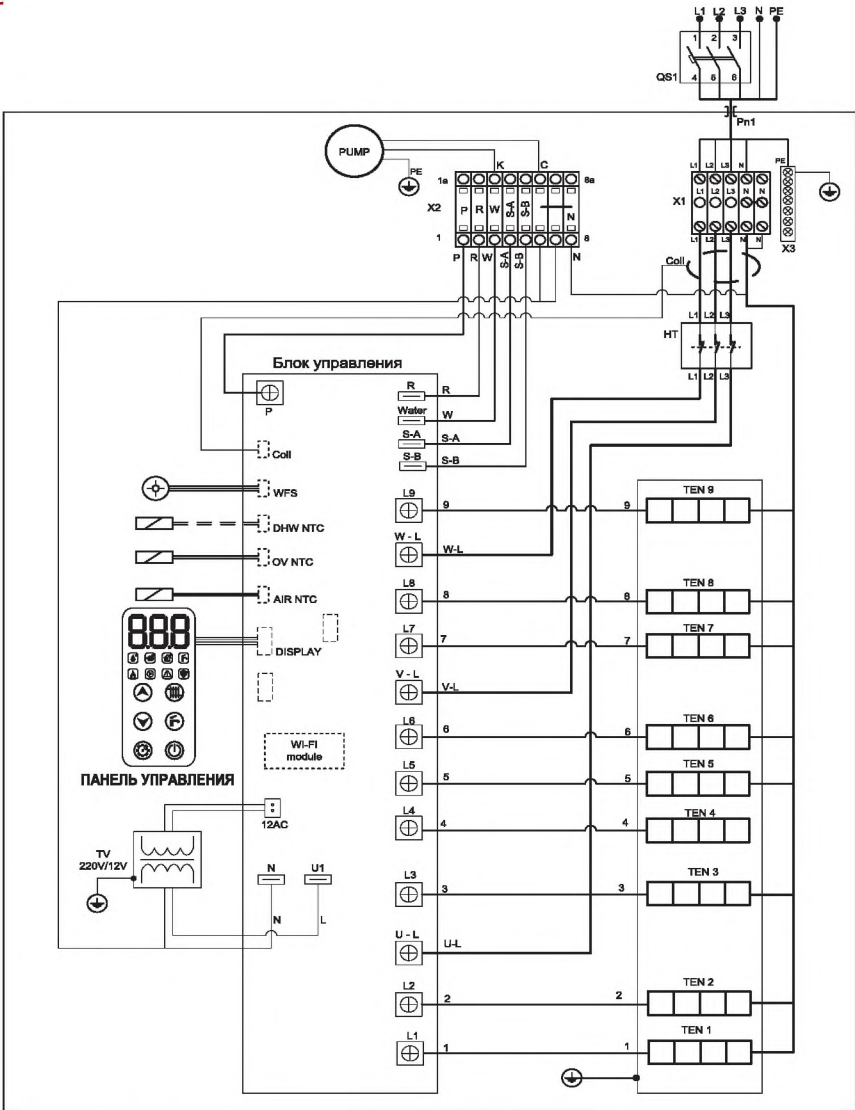 L1 L2 L3 N PE
1 2 3
QS1 4 5 6
Pn1
PUMP
PE
K C
1a 6a
X2 P R W S-A S-B N
1 8
P R W S-A S-B N
L1 L2 L3 N PE
X1 L1 L2 L3 N N
X3
L1 L2 L3 N N
Coil
L1 L2 L3
HT
L1 L2 L3
Блок управления
P
R R
Water W
S-A S-A
S-B S-B
Coil
WFS
DHW NTC
OV NTC
AIR NTC
DISPLAY
888
ПАНЕЛЬ УПРАВЛЕНИЯ
WI-FI
module
12AC
TV
220V/12V
N U1
N L
L9 9 9 TEN 9
W - L W-L
L8 8 8 TEN 8
L7 7 7 TEN 7
V - L V-L
L6 6 6 TEN 6
L5 5 5 TEN 5
L4 4 4 TEN 4
L3 3 3 TEN 3
U - L U-L
L2 2 2 TEN 2
L1 1 1 TEN 1